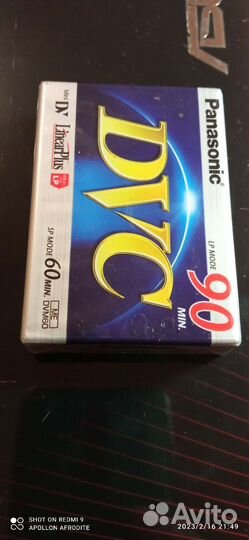 Panasonic
DVC
Mini DV
LinearPlus
LP
LP MODE 90 MIN.
SP MODE 60 MIN.
ME
DVM60
SHOT ON REDMI 9
APOLLON AFRODITE
Avito
2023/2/16 21:49